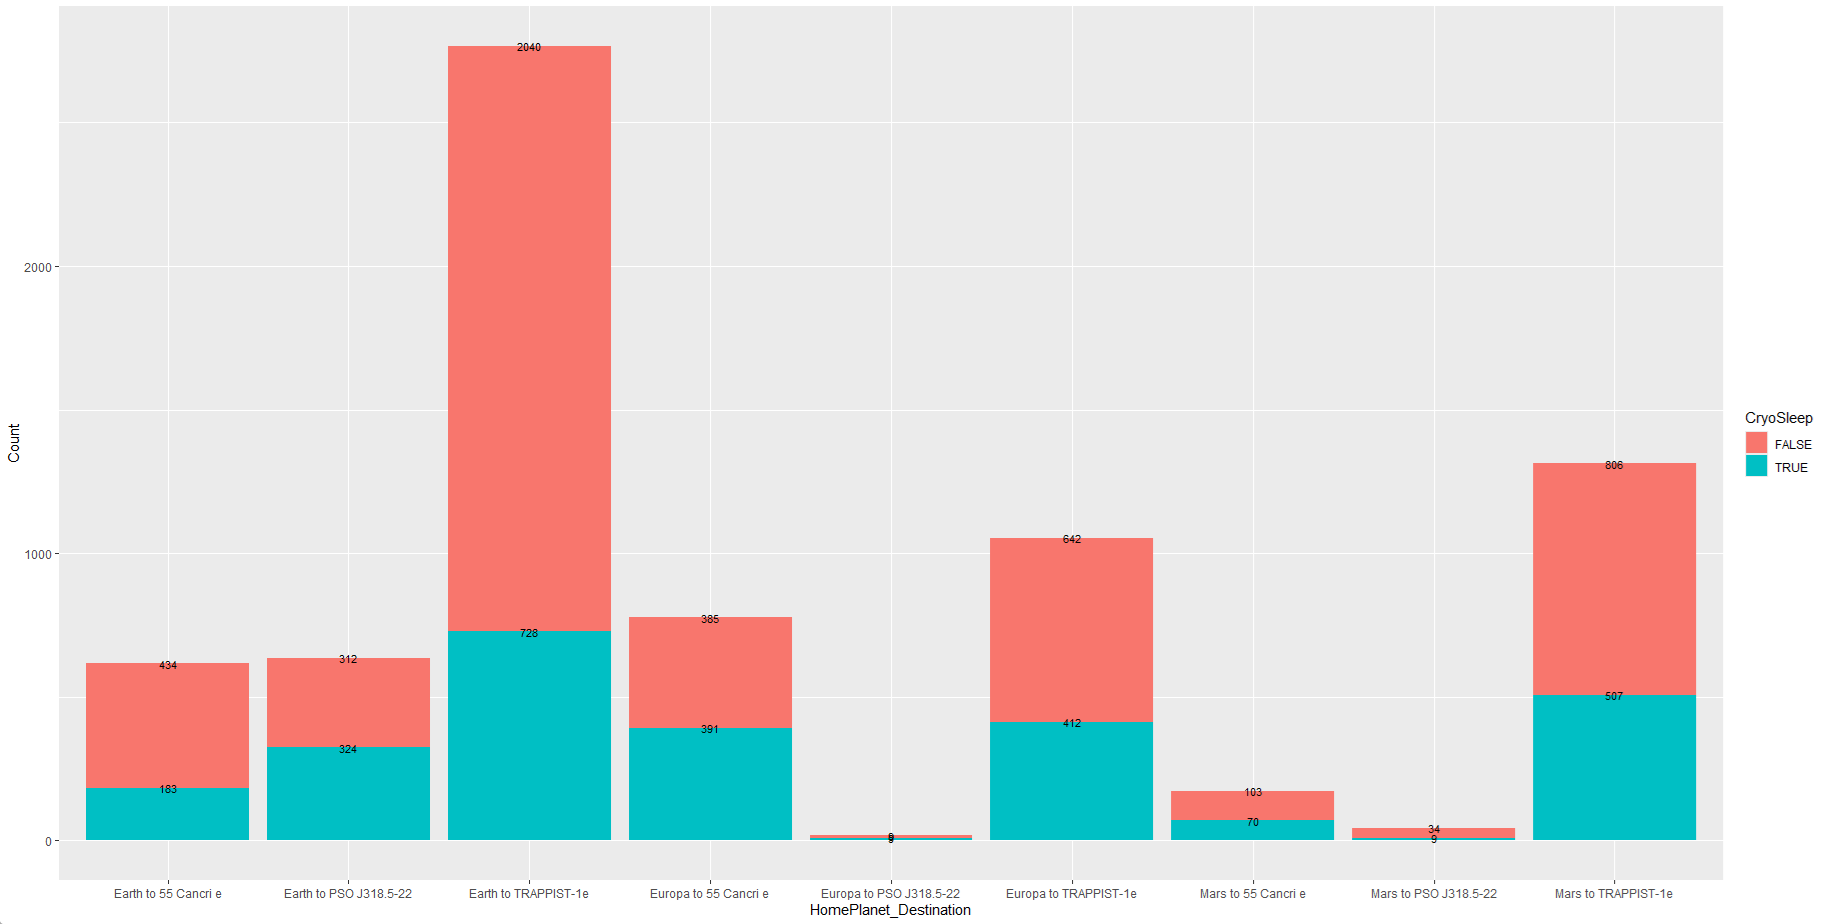 2040
2000
Count
CryoSleep
FALSE
TRUE
806
642
1000
385
728
434
312
507
391
412
324
183
103
70
9
9
34
9
0
Earth to 55 Cancri e
Earth to PSO J318.5-22
Earth to TRAPPIST-1e
Europa to 55 Cancri e
Europa to PSO J318.5-22
Europa to TRAPPIST-1e
Mars to 55 Cancri e
Mars to PSO J318.5-22
Mars to TRAPPIST-1e
HomePlanet_Destination